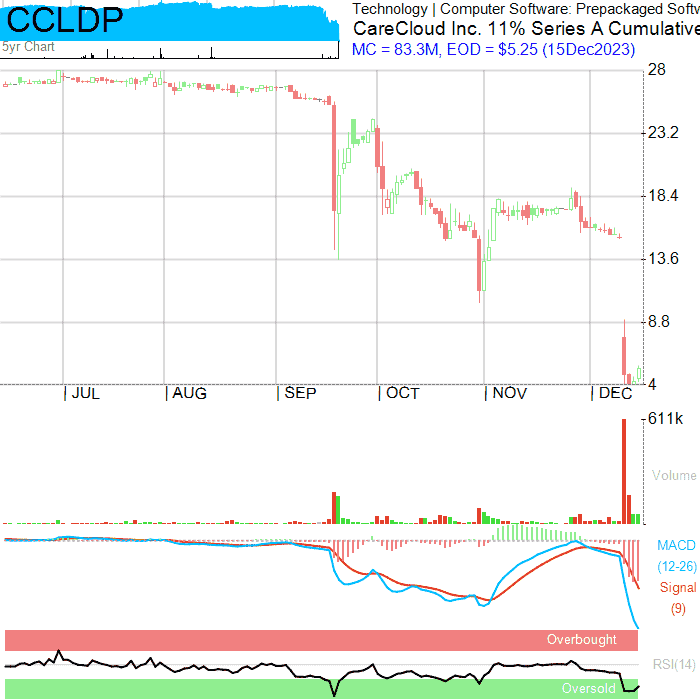 CCLDP
5yr Chart
Technology | Computer Software: Prepackaged Softw
CareCloud Inc. 11% Series A Cumulative
MC = 83.3M, EOD = $5.25 (15Dec2023)
28
23.2
18.4
13.6
8.8
4
JUL
AUG
SEP
OCT
NOV
DEC
611k
Volume
MACD
(12-26)
Signal
(9)
Overbought
RSI(14)
Oversold